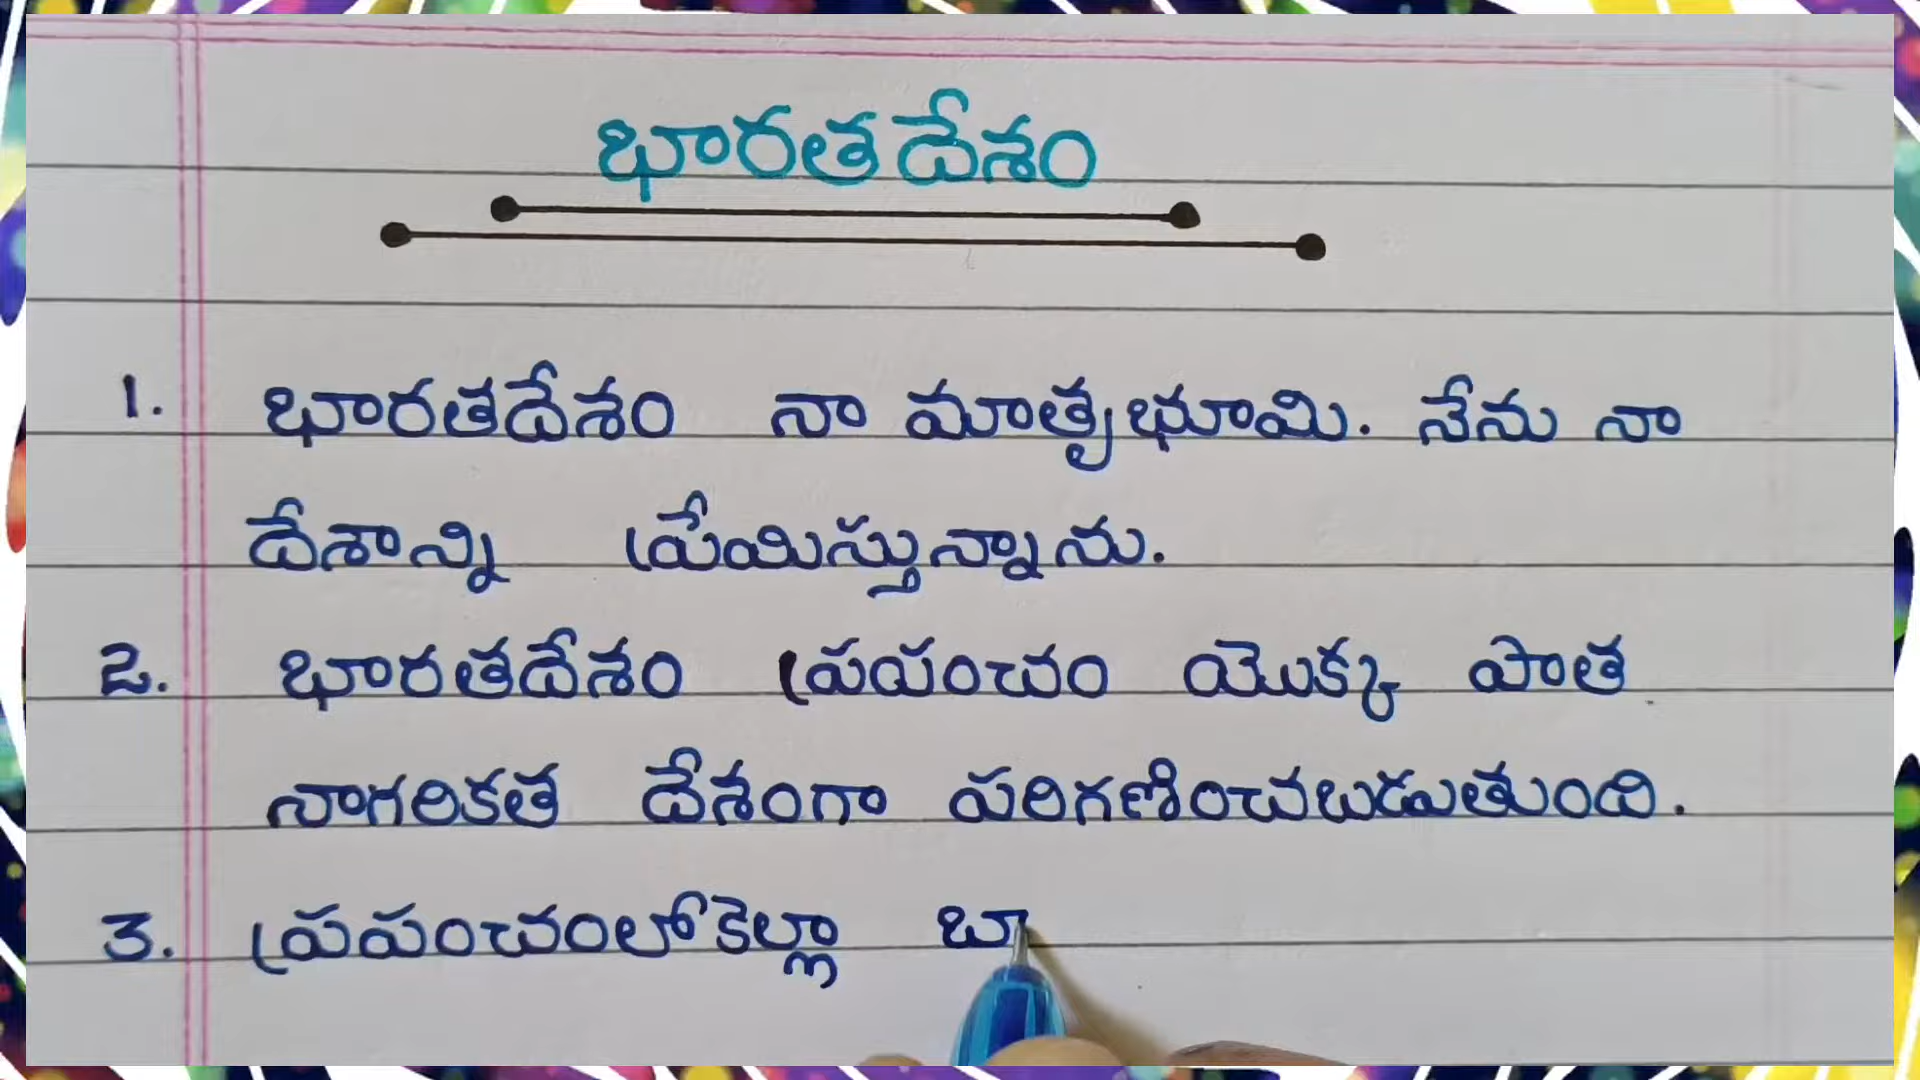 భారతదేశం
1. భారతదేశం నా మాతృభూమి. నేను నా
దేశాన్ని ప్రేయిస్తున్నాను.
2. భారతదేశం ప్రపంచం యొక్క పాత
నాగరికత దేశంగా పరిగణించబడుతుంది.
3. ప్రపంచంలోకెల్లా